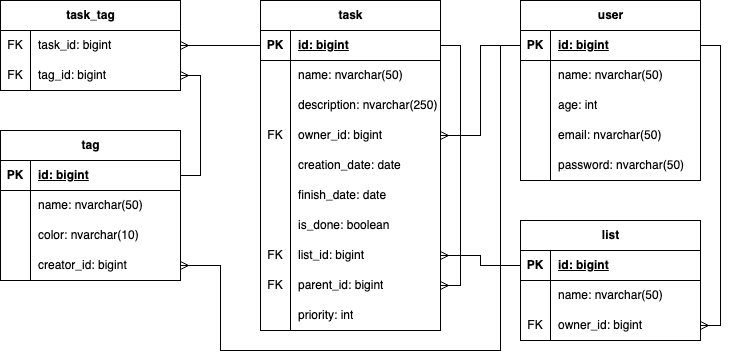 task_tag
FK task_id: bigint
FK tag_id: bigint
tag
PK id: bigint
name: nvarchar(50)
color: nvarchar(10)
creator_id: bigint
task
PK id: bigint
name: nvarchar(50)
description: nvarchar(250)
FK owner_id: bigint
creation_date: date
finish_date: date
is_done: boolean
FK list_id: bigint
FK parent_id: bigint
priority: int
user
PK id: bigint
name: nvarchar(50)
age: int
email: nvarchar(50)
password: nvarchar(50)
list
PK id: bigint
name: nvarchar(50)
FK owner_id: bigint